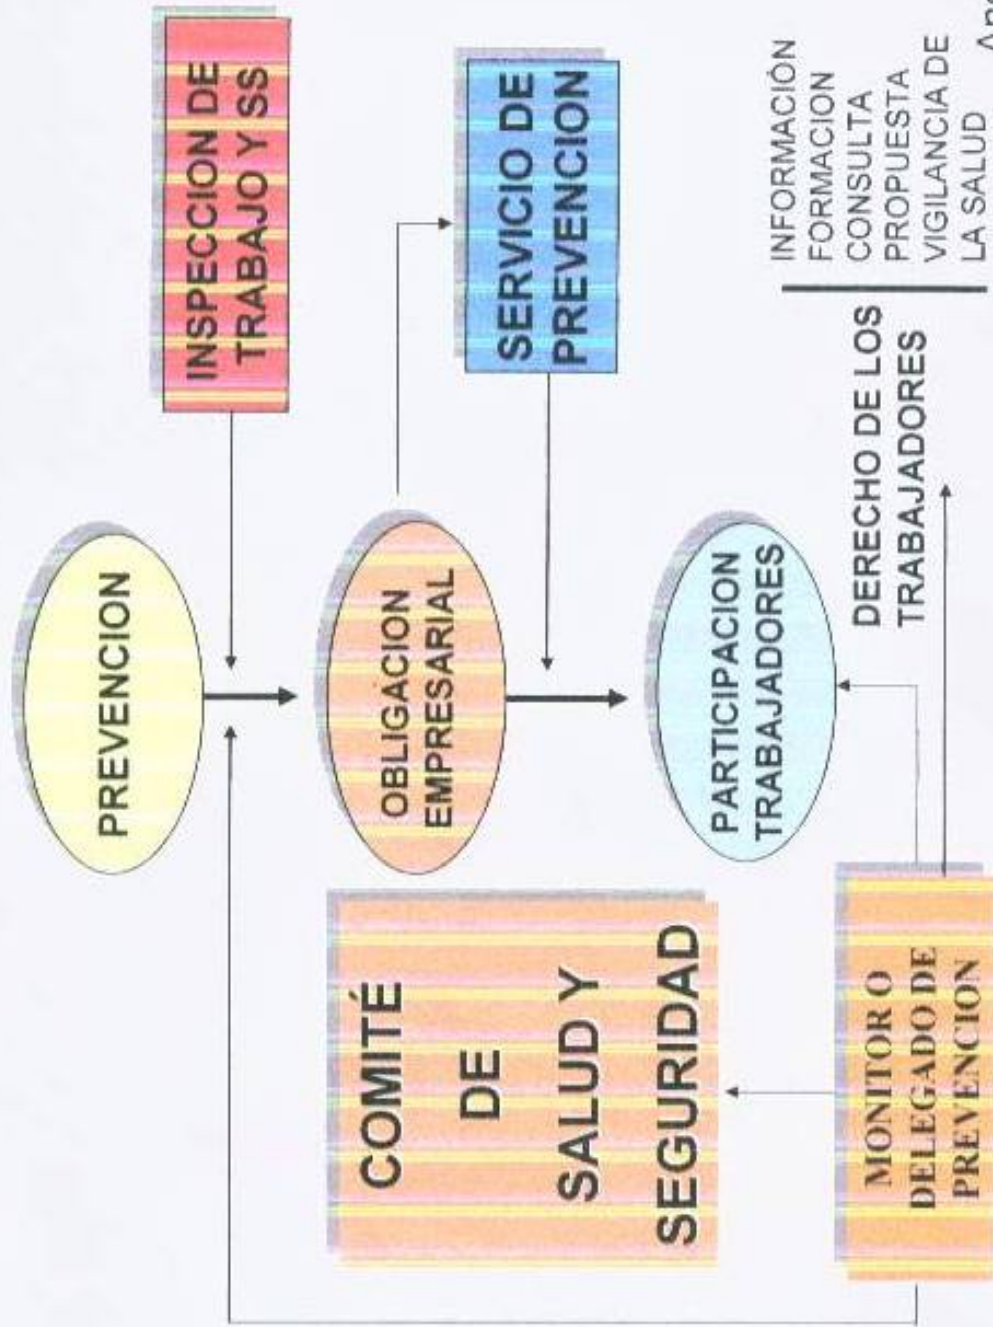 PREVENCION
INSPECCION DE
TRABAJO Y SS
OBLIGACION
EMPRESARIAL
SERVICIO DE
PREVENCION
COMITÉ
DE
SALUD Y
SEGURIDAD
PARTICIPACION
TRABAJADORES
MONITOR O
DELEGADO DE
PREVENCION
DERECHO DE LOS
TRABAJADORES
INFORMACIÓN
FORMACION
CONSULTA
PROPUESTA
VIGILANCIA DE
LA SALUD